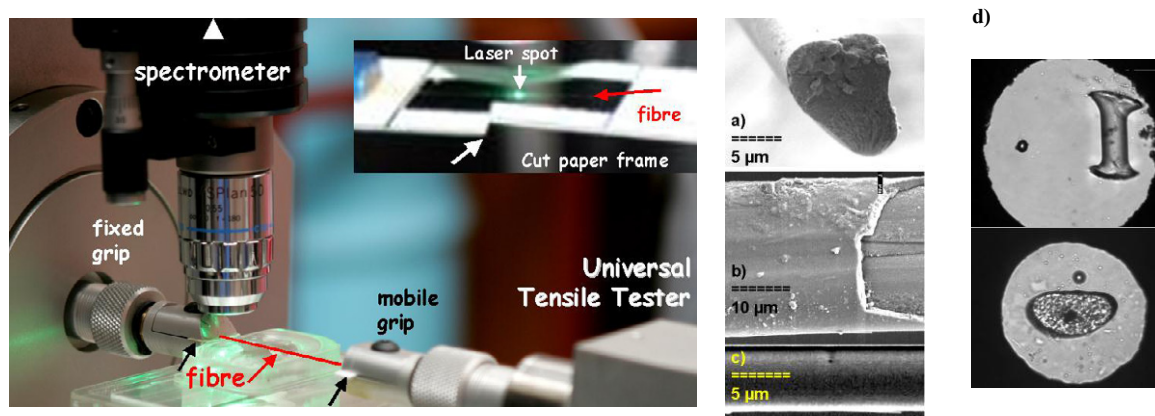 spectrometer
Laser spot
fibre
Cut paper frame
fixed
grip
SPlan50
Universal
Tensile Tester
mobile
grip
fibre
a)
5 µm
b)
10 µm
c)
5 µm
d)